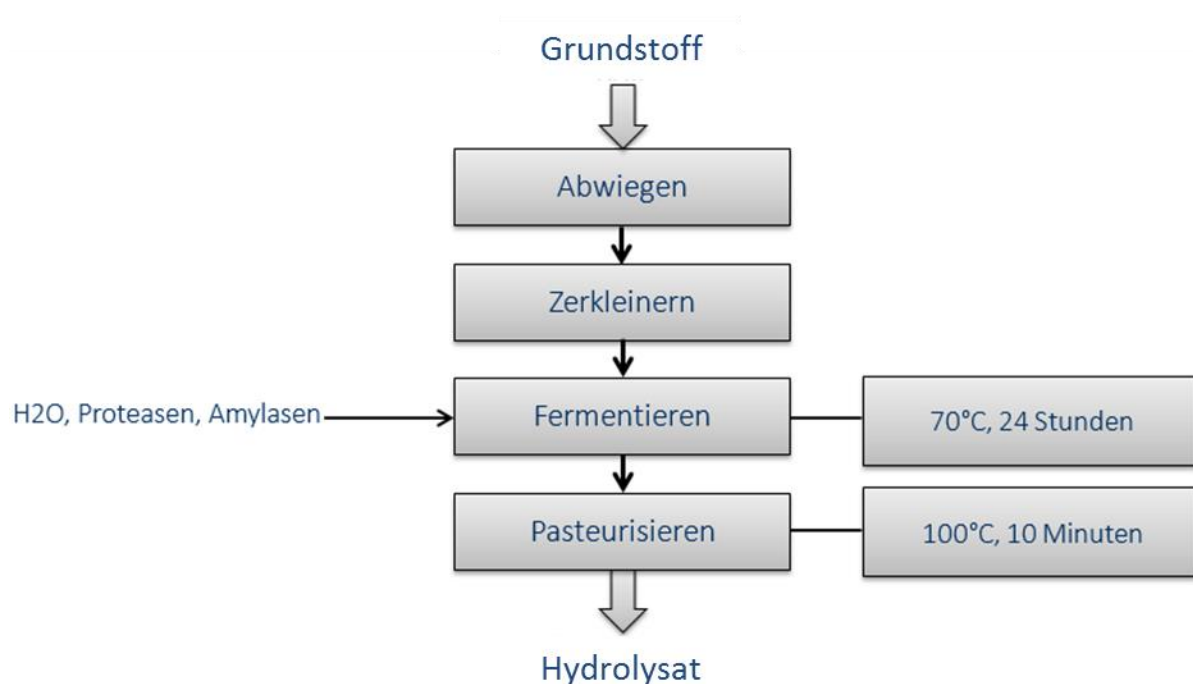 Grundstoff
Abwiegen
Zerkleinern
H2O, Proteasen, Amylasen
Fermentieren
70°C, 24 Stunden
Pasteurisieren
100°C, 10 Minuten
Hydrolysat